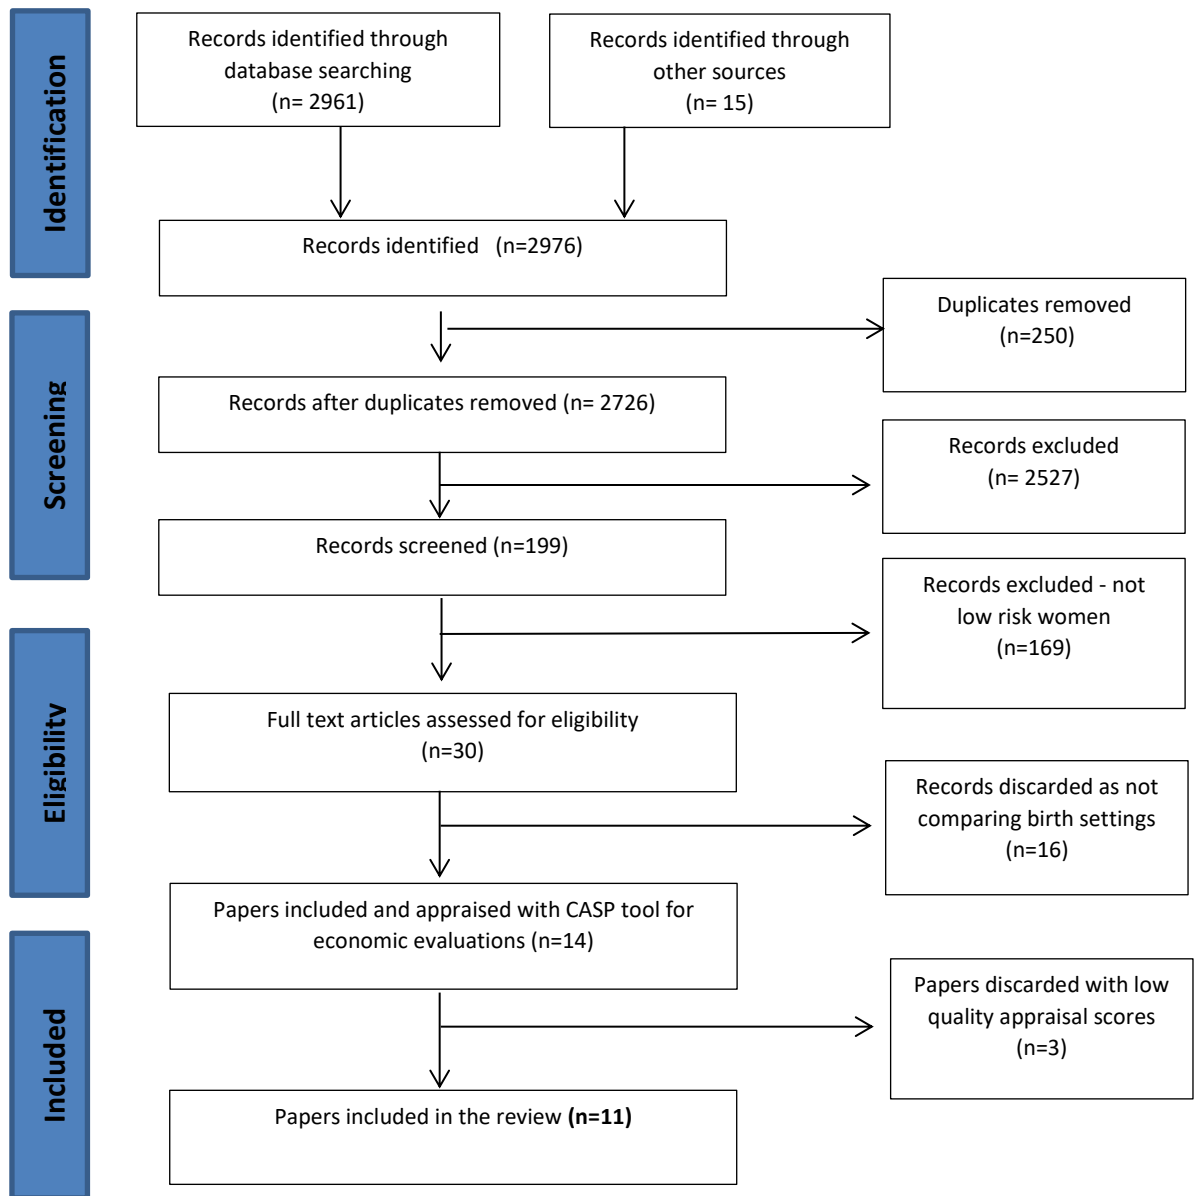 Identification
Records identified through
database searching
(n= 2961)
Records identified through
other sources
(n= 15)
Records identified (n=2976)
Screening
Duplicates removed
(n=250)
Records after duplicates removed (n= 2726)
Records excluded
(n= 2527)
Records screened (n=199)
Records excluded - not
low risk women
(n=169)
Eligibility
Full text articles assessed for eligibility
(n=30)
Records discarded as not
comparing birth settings
(n=16)
Papers included and appraised with CASP tool for
economic evaluations (n=14)
Included
Papers discarded with low
quality appraisal scores
(n=3)
Papers included in the review (n=11)